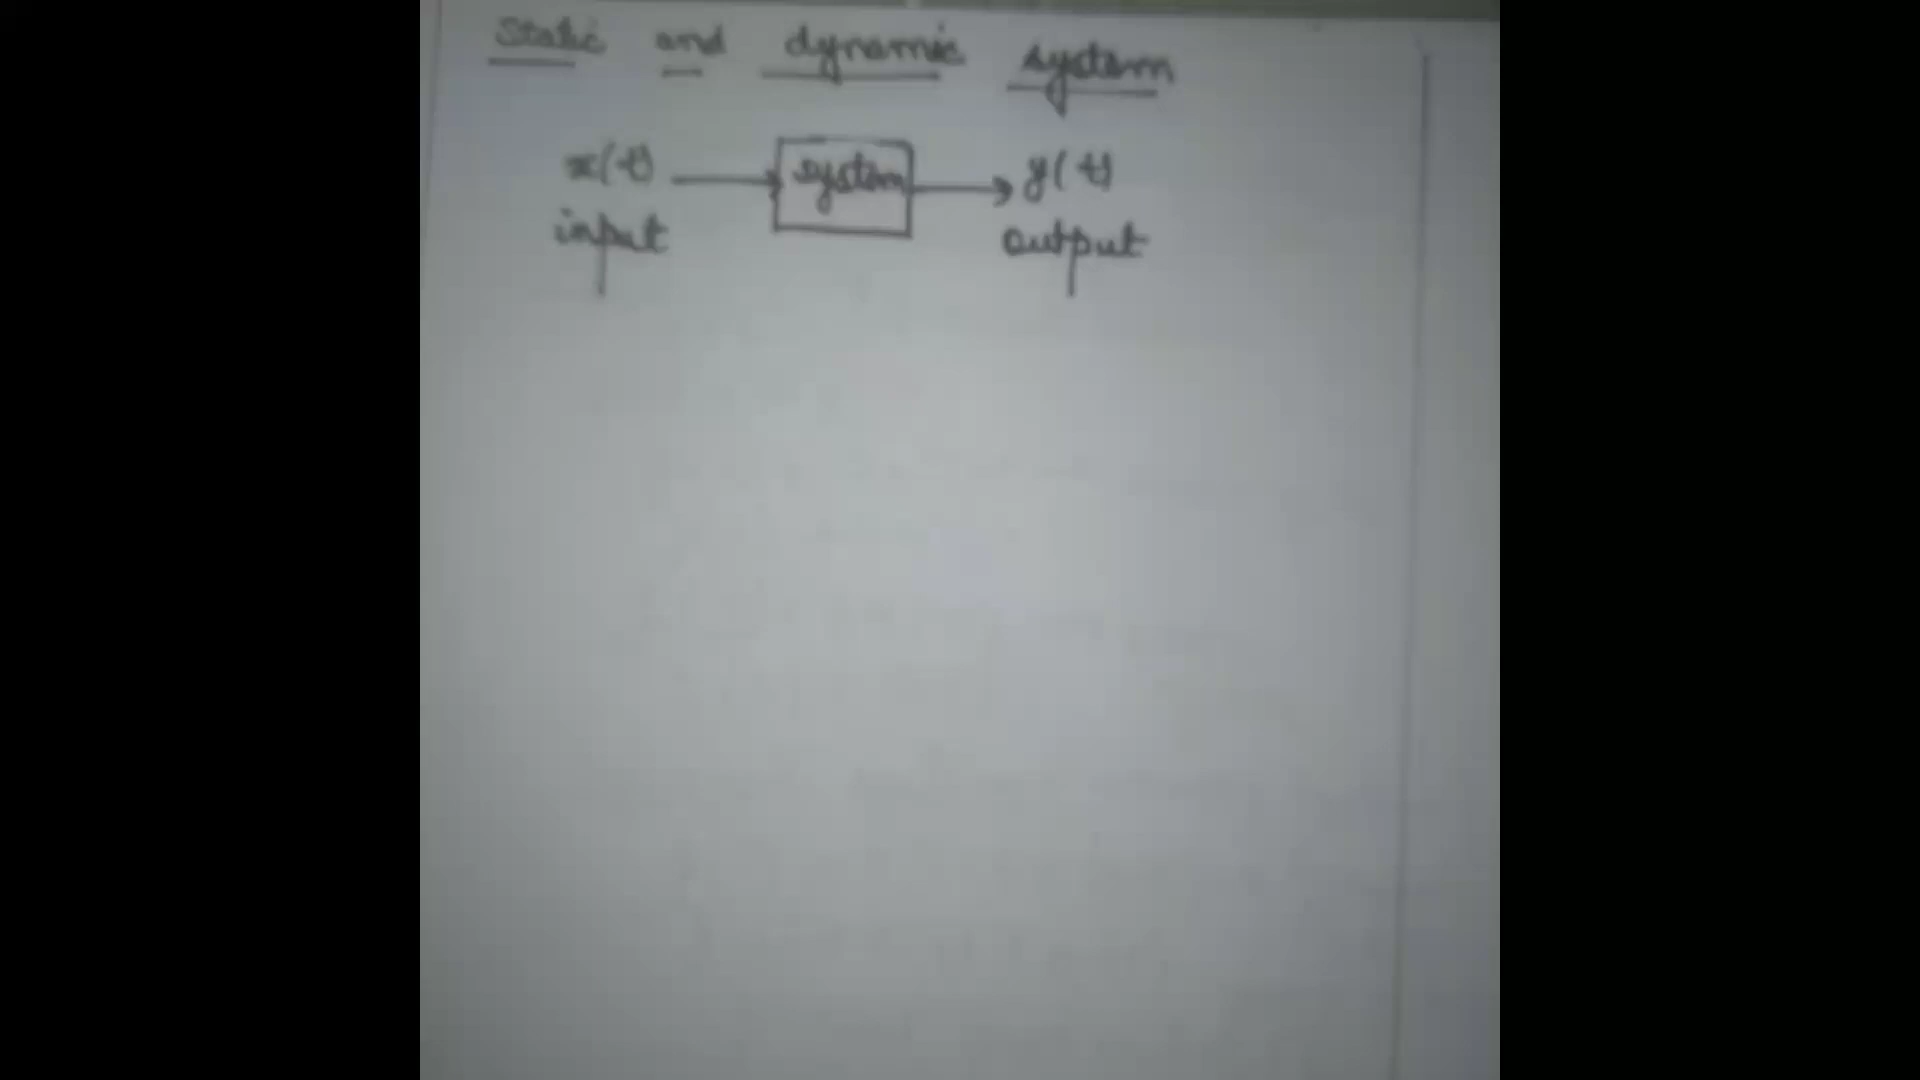 Static and dynamic system
x(t) system y(t)
input output